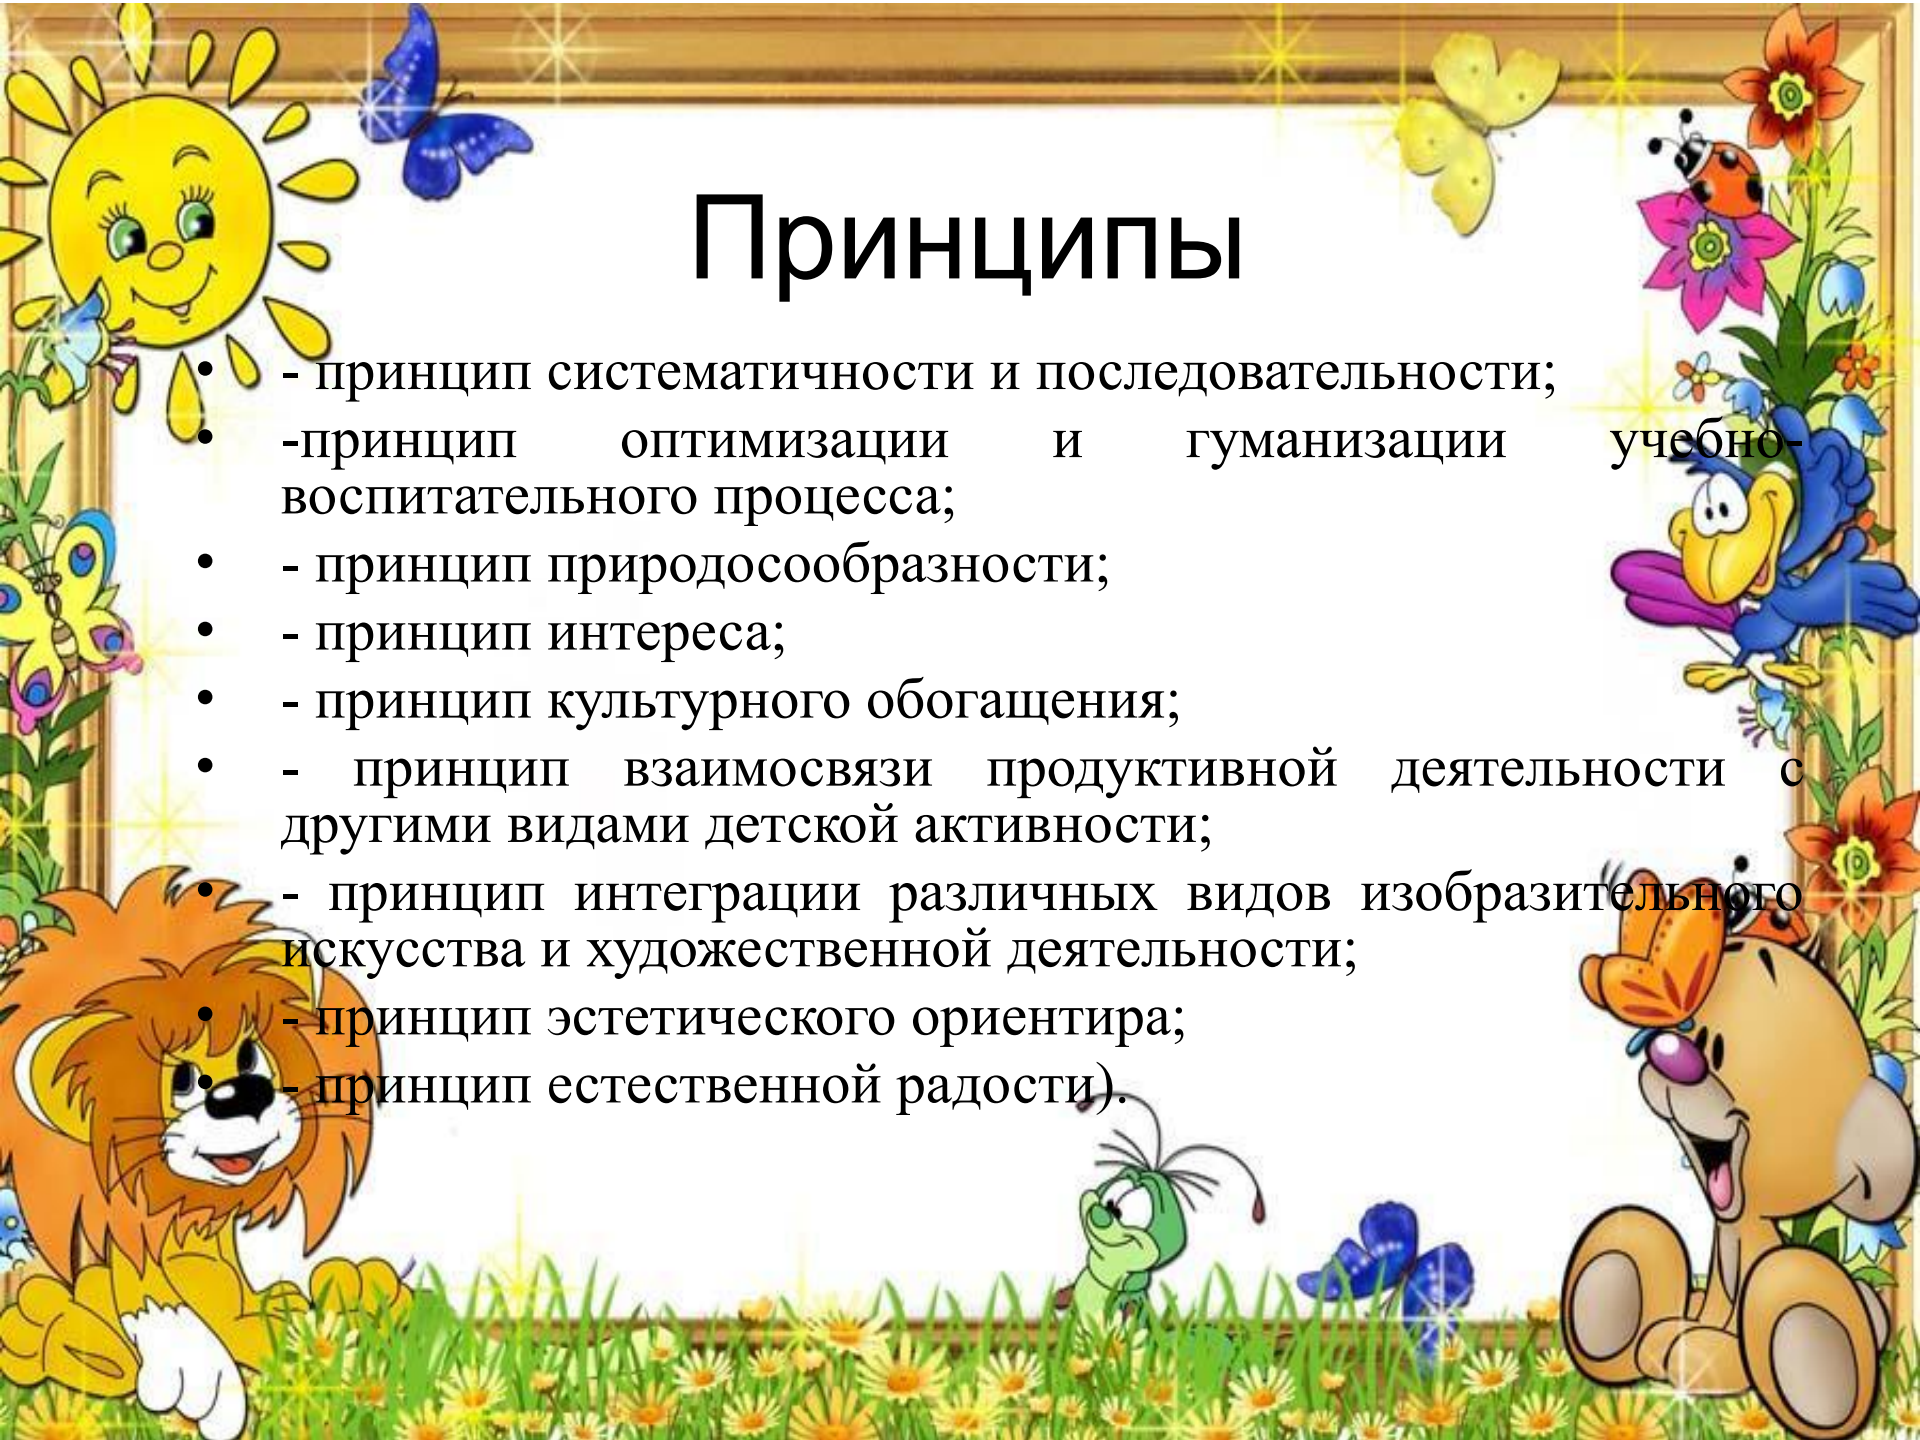 Принципы
• - принцип систематичности и последовательности;
• -принцип оптимизации и гуманизации учебно-
воспитательного процесса;
• - принцип природосообразности;
• - принцип интереса;
• - принцип культурного обогащения;
• - принцип взаимосвязи продуктивной деятельности с
другими видами детской активности;
• - принцип интеграции различных видов изобразительного
искусства и художественной деятельности;
• - принцип эстетического ориентира;
• - принцип естественной радости).